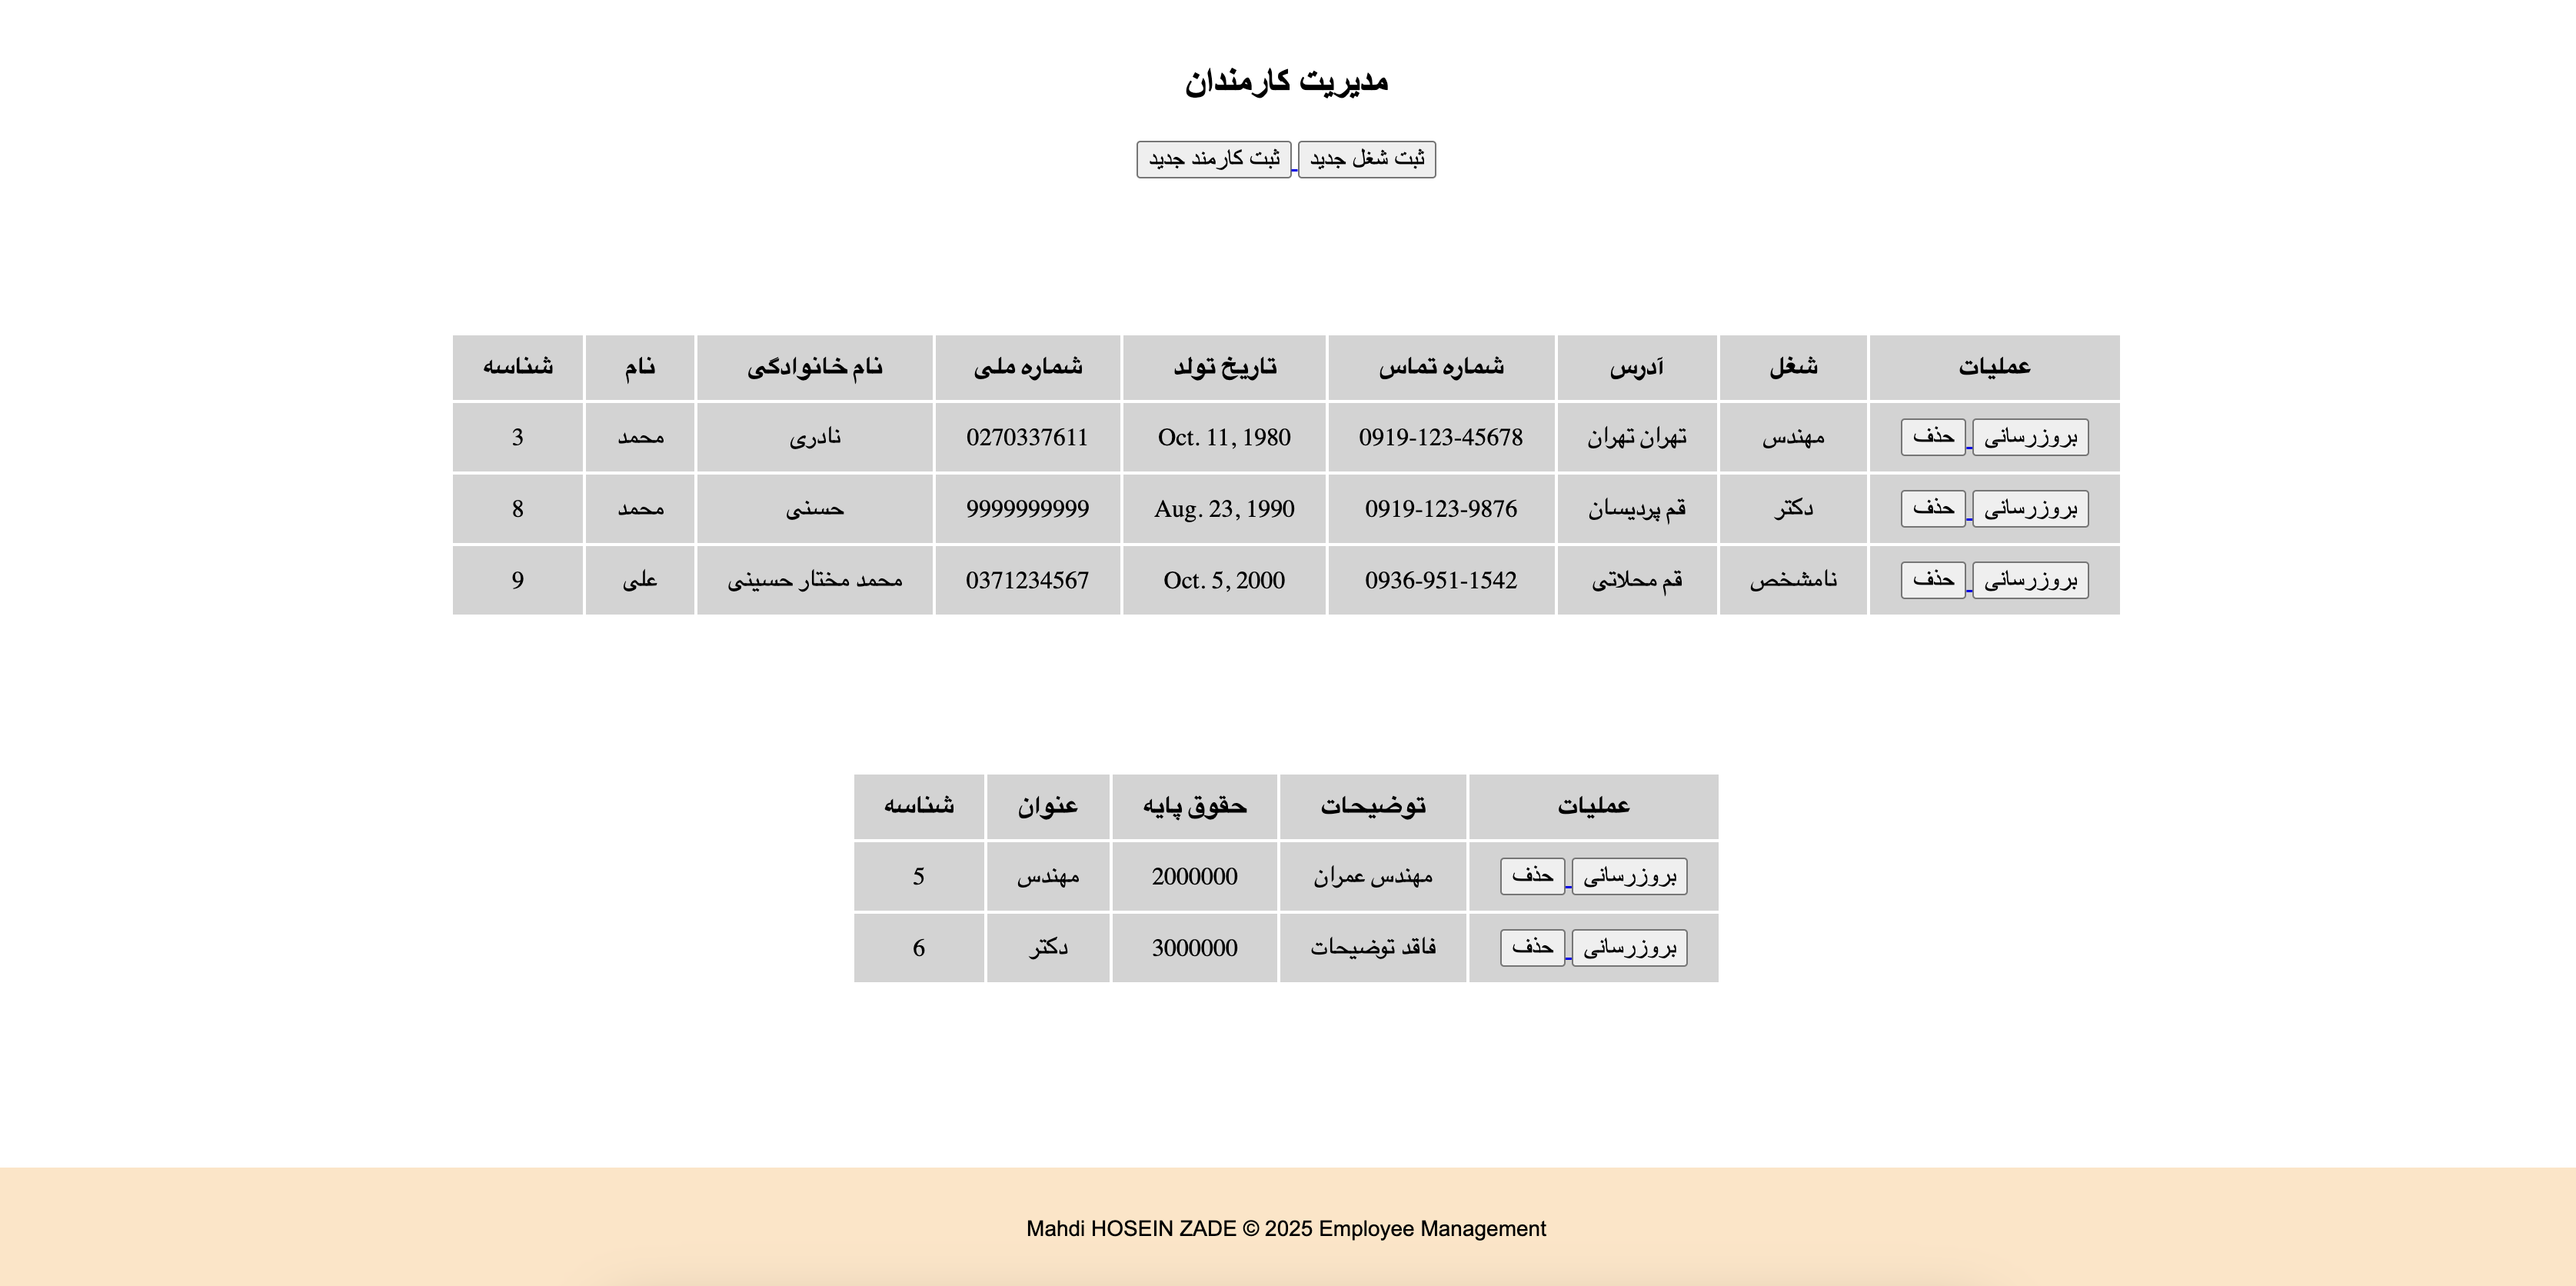 مدیریت کارمندان
ثبت کارمند جدید ثبت شغل جدید
شناسه نام نام خانوادگی شماره ملی تاریخ تولد شماره تماس آدرس شغل عملیات
3 محمد نادری 0270337611 Oct. 11, 1980 0919-123-45678 تهران تهران مهندس حذف بروزرسانی
8 محمد حسنی 9999999999 Aug. 23, 1990 0919-123-9876 قم پردیسان دکتر حذف بروزرسانی
9 علی محمد مختار حسینی 0371234567 Oct. 5, 2000 0936-951-1542 قم محلاتی نامشخص حذف بروزرسانی
شناسه عنوان حقوق پایه توضیحات عملیات
5 مهندس 2000000 مهندس عمران حذف بروزرسانی
6 دکتر 3000000 فاقد توضیحات حذف بروزرسانی
Mahdi HOSEIN ZADE © 2025 Employee Management